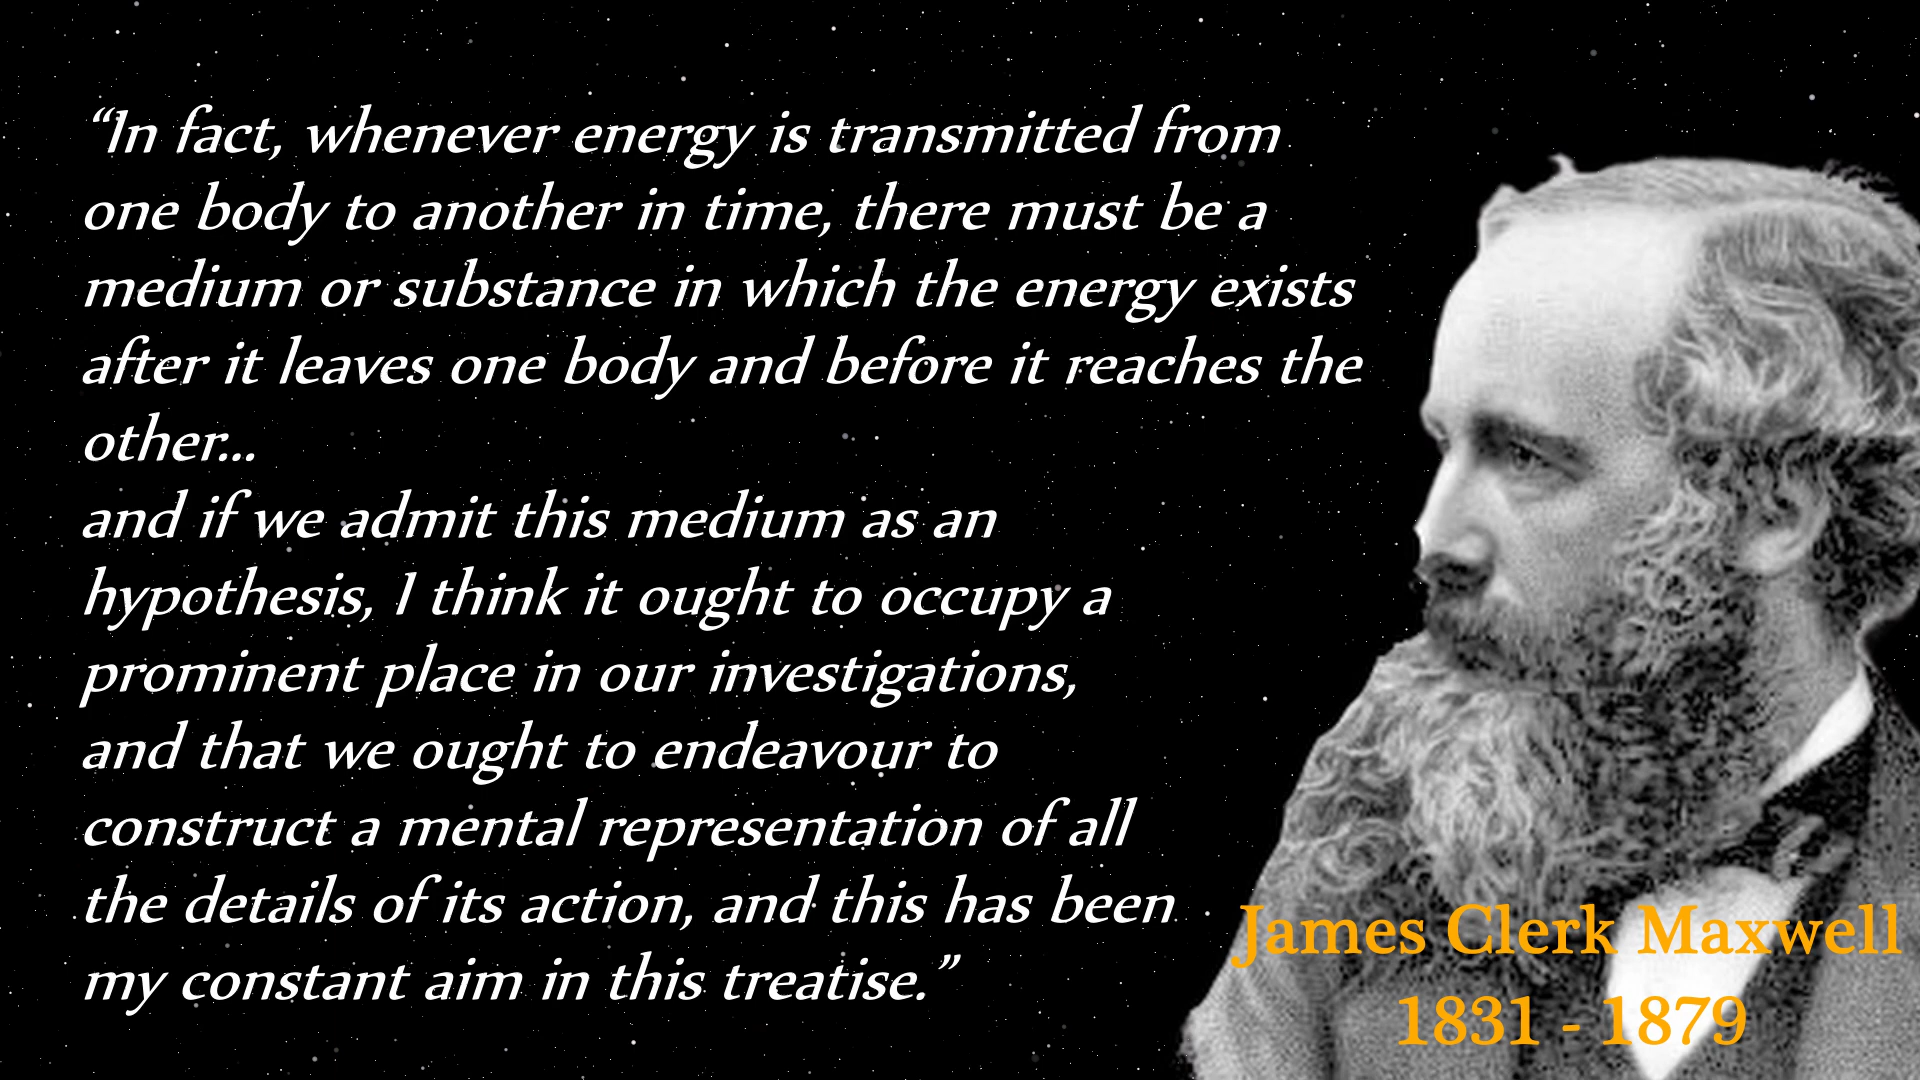 “In fact, whenever energy is transmitted from
one body to another in time, there must be a
medium or substance in which the energy exists
after it leaves one body and before it reaches the
other...
and if we admit this medium as an
hypothesis, I think it ought to occupy a
prominent place in our investigations,
and that we ought to endeavour to
construct a mental representation of all
the details of its action, and this has been
my constant aim in this treatise.”
James Clerk Maxwell
1831 - 1879